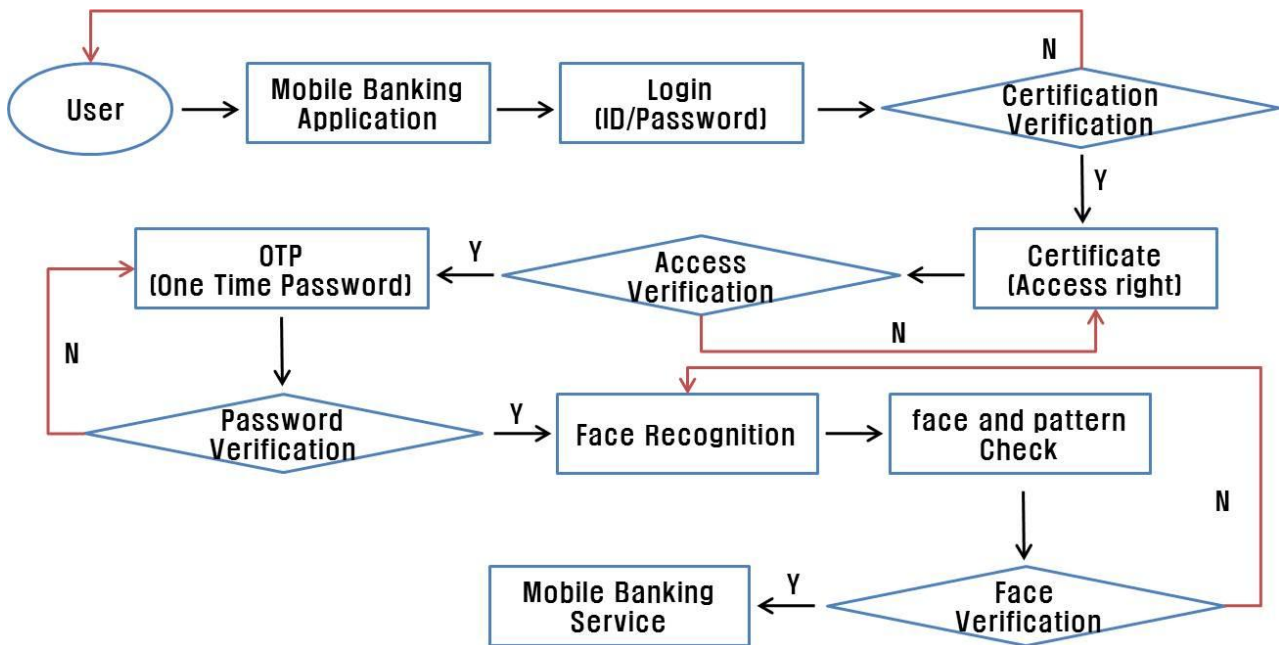 N
User
Mobile Banking
Application
Login
(ID/Password)
Certification
Verification
Y
OTP
(One Time Password)
Y
Access
Verification
Certificate
(Access right)
N
N
Password
Verification
Y
Face Recognition
face and pattern
Check
N
Mobile Banking
Service
Y
Face
Verification